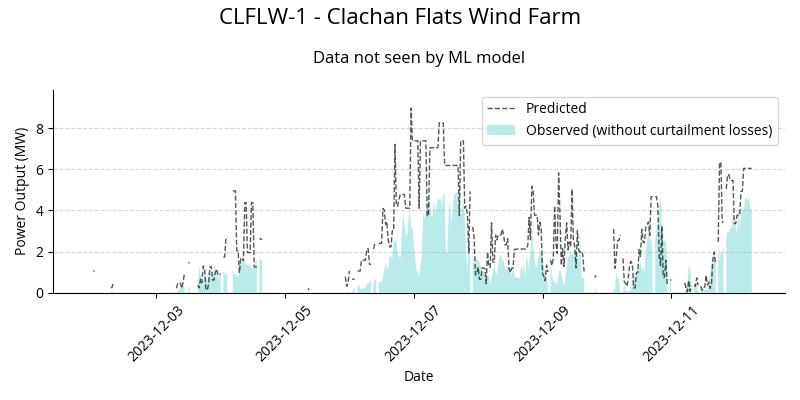 CLFLW-1 - Clachan Flats Wind Farm
Data not seen by ML model
Predicted
Observed (without curtailment losses)
Power Output (MW)
8
6
4
2
0
2023-12-03
2023-12-05
2023-12-07
2023-12-09
2023-12-11
Date